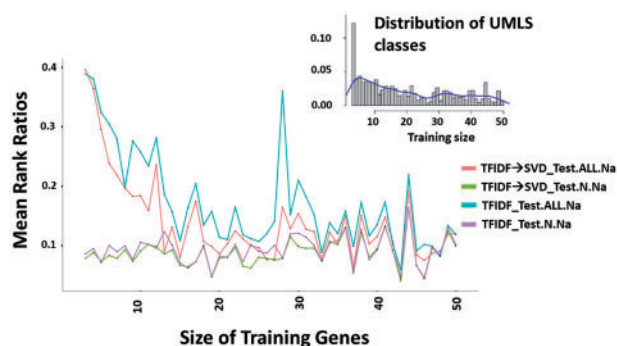 Distribution of UMLS
classes
0.10
0.05
0.00
10 20 30 40 50
Training size
Mean Rank Ratios
0.4
0.3
0.2
0.1
10 20 30 40 50
Size of Training Genes
TFIDF→SVD_Test.ALL.Na
TFIDF→SVD_Test.N.Na
TFIDF_Test.ALL.Na
TFIDF_Test.N.Na